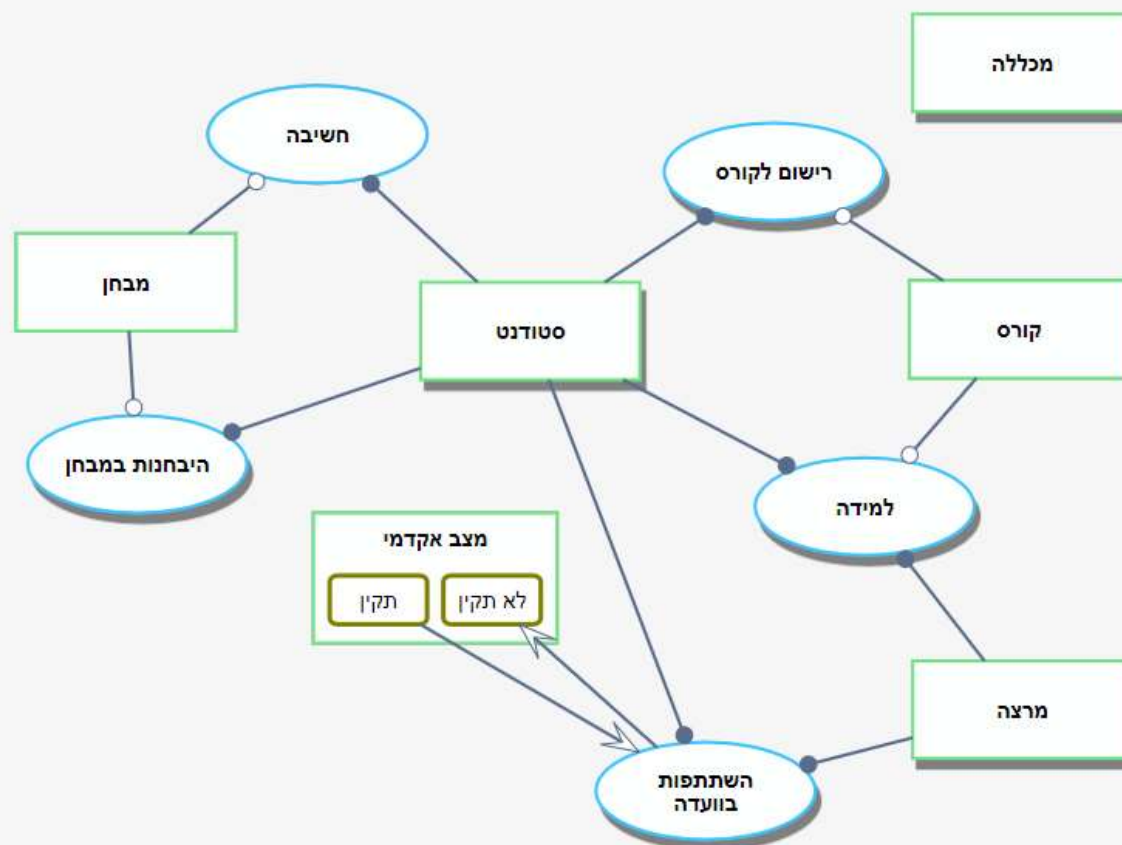 מכללה
חשיבה
רישום לקורס
מבחן
סטודנט
קורס
היבחנות במבחן
למידה
מצב אקדמי
לא תקין
תקין
מרצה
השתתפות
בוועדה